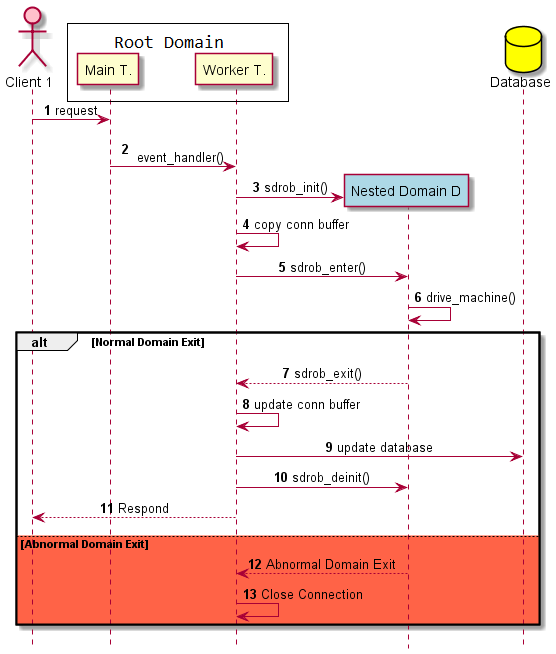 Root Domain
Client 1
Main T.
Worker T.
Database
1 request
2 event_handler()
3 sdrob_init()
Nested Domain D
4 copy conn buffer
5 sdrob_enter()
6 drive_machine()
alt [Normal Domain Exit]
7 sdrob_exit()
8 update conn buffer
9 update database
10 sdrob_deinit()
11 Respond
[Abnormal Domain Exit]
12 Abnormal Domain Exit
13 Close Connection